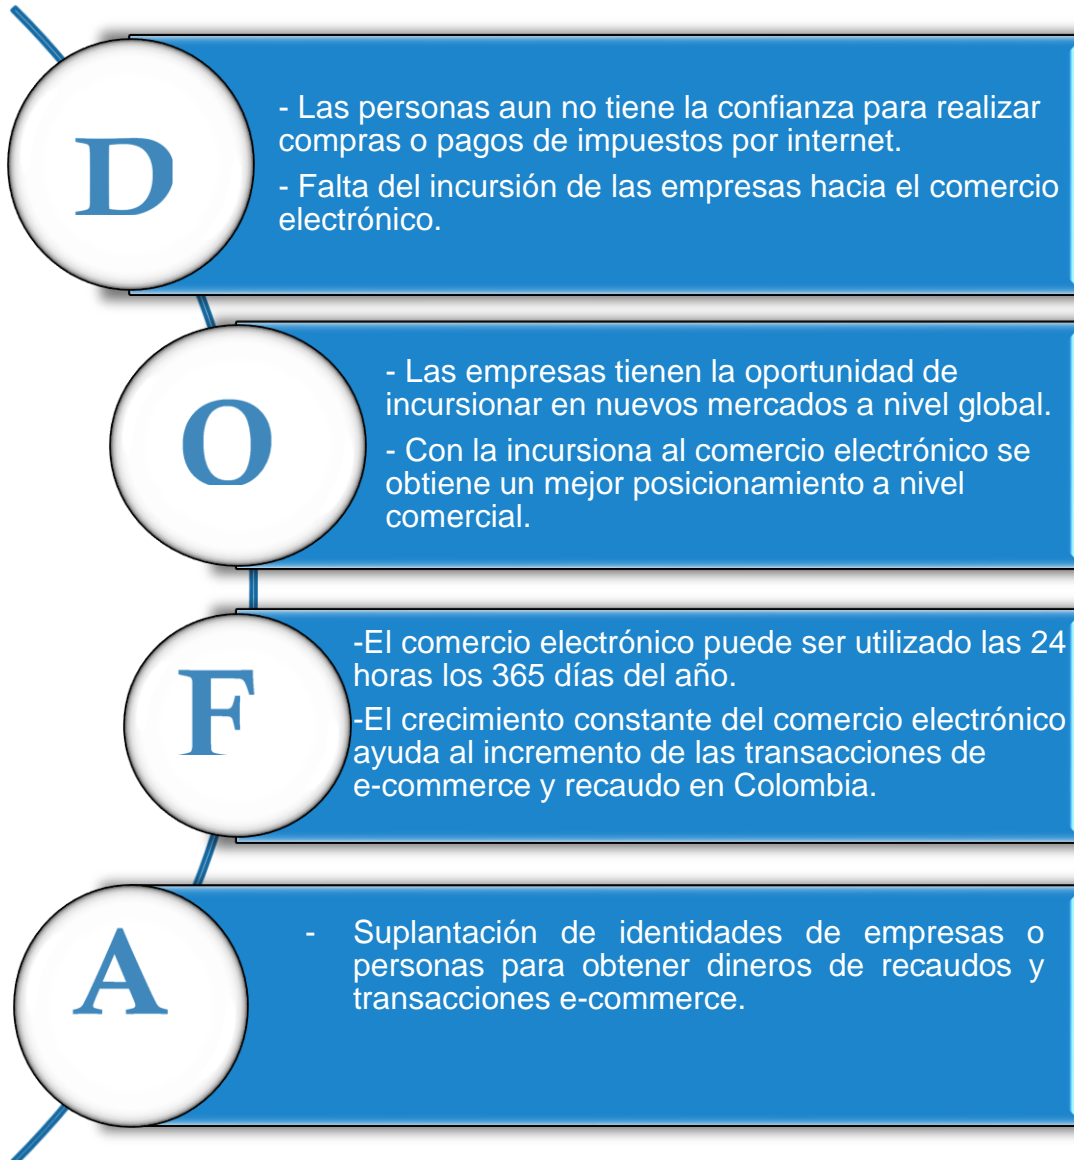 D
- Las personas aun no tiene la confianza para realizar
compras o pagos de impuestos por internet.
- Falta del incursión de las empresas hacia el comercio
electrónico.
O
- Las empresas tienen la oportunidad de
incursionar en nuevos mercados a nivel global.
- Con la incursiona al comercio electrónico se
obtiene un mejor posicionamiento a nivel
comercial.
F
-El comercio electrónico puede ser utilizado las 24
horas los 365 días del año.
-El crecimiento constante del comercio electrónico
ayuda al incremento de las transacciones de
e-commerce y recaudo en Colombia.
A
- Suplantación de identidades de empresas o
personas para obtener dineros de recaudos y
transacciones e-commerce.